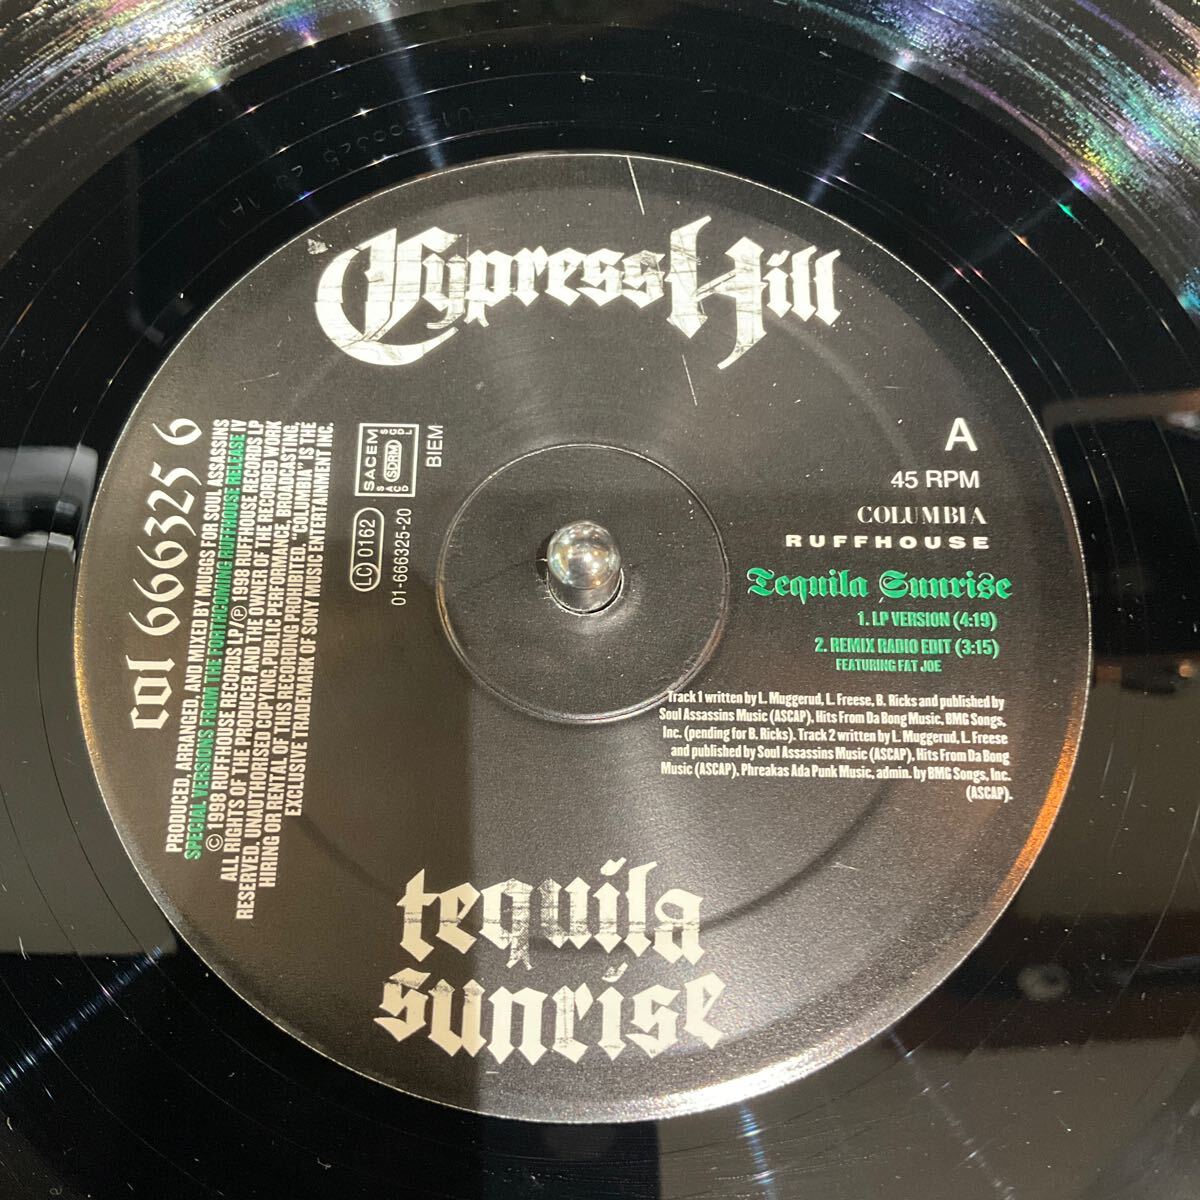 Cypress Hill
A
45 RPM
COLUMBIA
RUFFHOUSE
Tequila Sunrise
1. LP VERSION (4:19)
2. REMIX RADIO EDIT (3:15)
FEATURING FAT JOE
Track 1 written by L. Muggerud, L. Freese, B. Ricks and published by
Soul Assassins Music (ASCAP), Hits From Da Bong Music, BMG Songs,
Inc. (pending for B. Ricks). Track 2 written by L. Muggerud, L. Freese
and published by Soul Assassins Music (ASCAP), Hits From Da Bong
Music (ASCAP), Phreakas Ada Punk Music, admin. by BMG Songs, Inc.
(ASCAP).
tequila
sunrise
col 666325 6
PRODUCED, ARRANGED, AND MIXED BY MUGGS FOR SOUL ASSASSINS
SPECIAL VERSIONS FROM THE FORTHCOMING RUFFHOUSE RELEASE IV
© 1998 RUFFHOUSE RECORDS LP/℗ 1998 RUFFHOUSE RECORDS LP
ALL RIGHTS OF THE PRODUCER AND THE OWNER OF THE RECORDED WORK
RESERVED. UNAUTHORISED COPYING, PUBLIC PERFORMANCE, BROADCASTING,
HIRING OR RENTAL OF THIS RECORDING PROHIBITED. "COLUMBIA" IS THE
EXCLUSIVE TRADEMARK OF SONY MUSIC ENTERTAINMENT INC.
LC 0162
01-666325-20
SACEM
SDRM
SACD
SGDL
BIEM